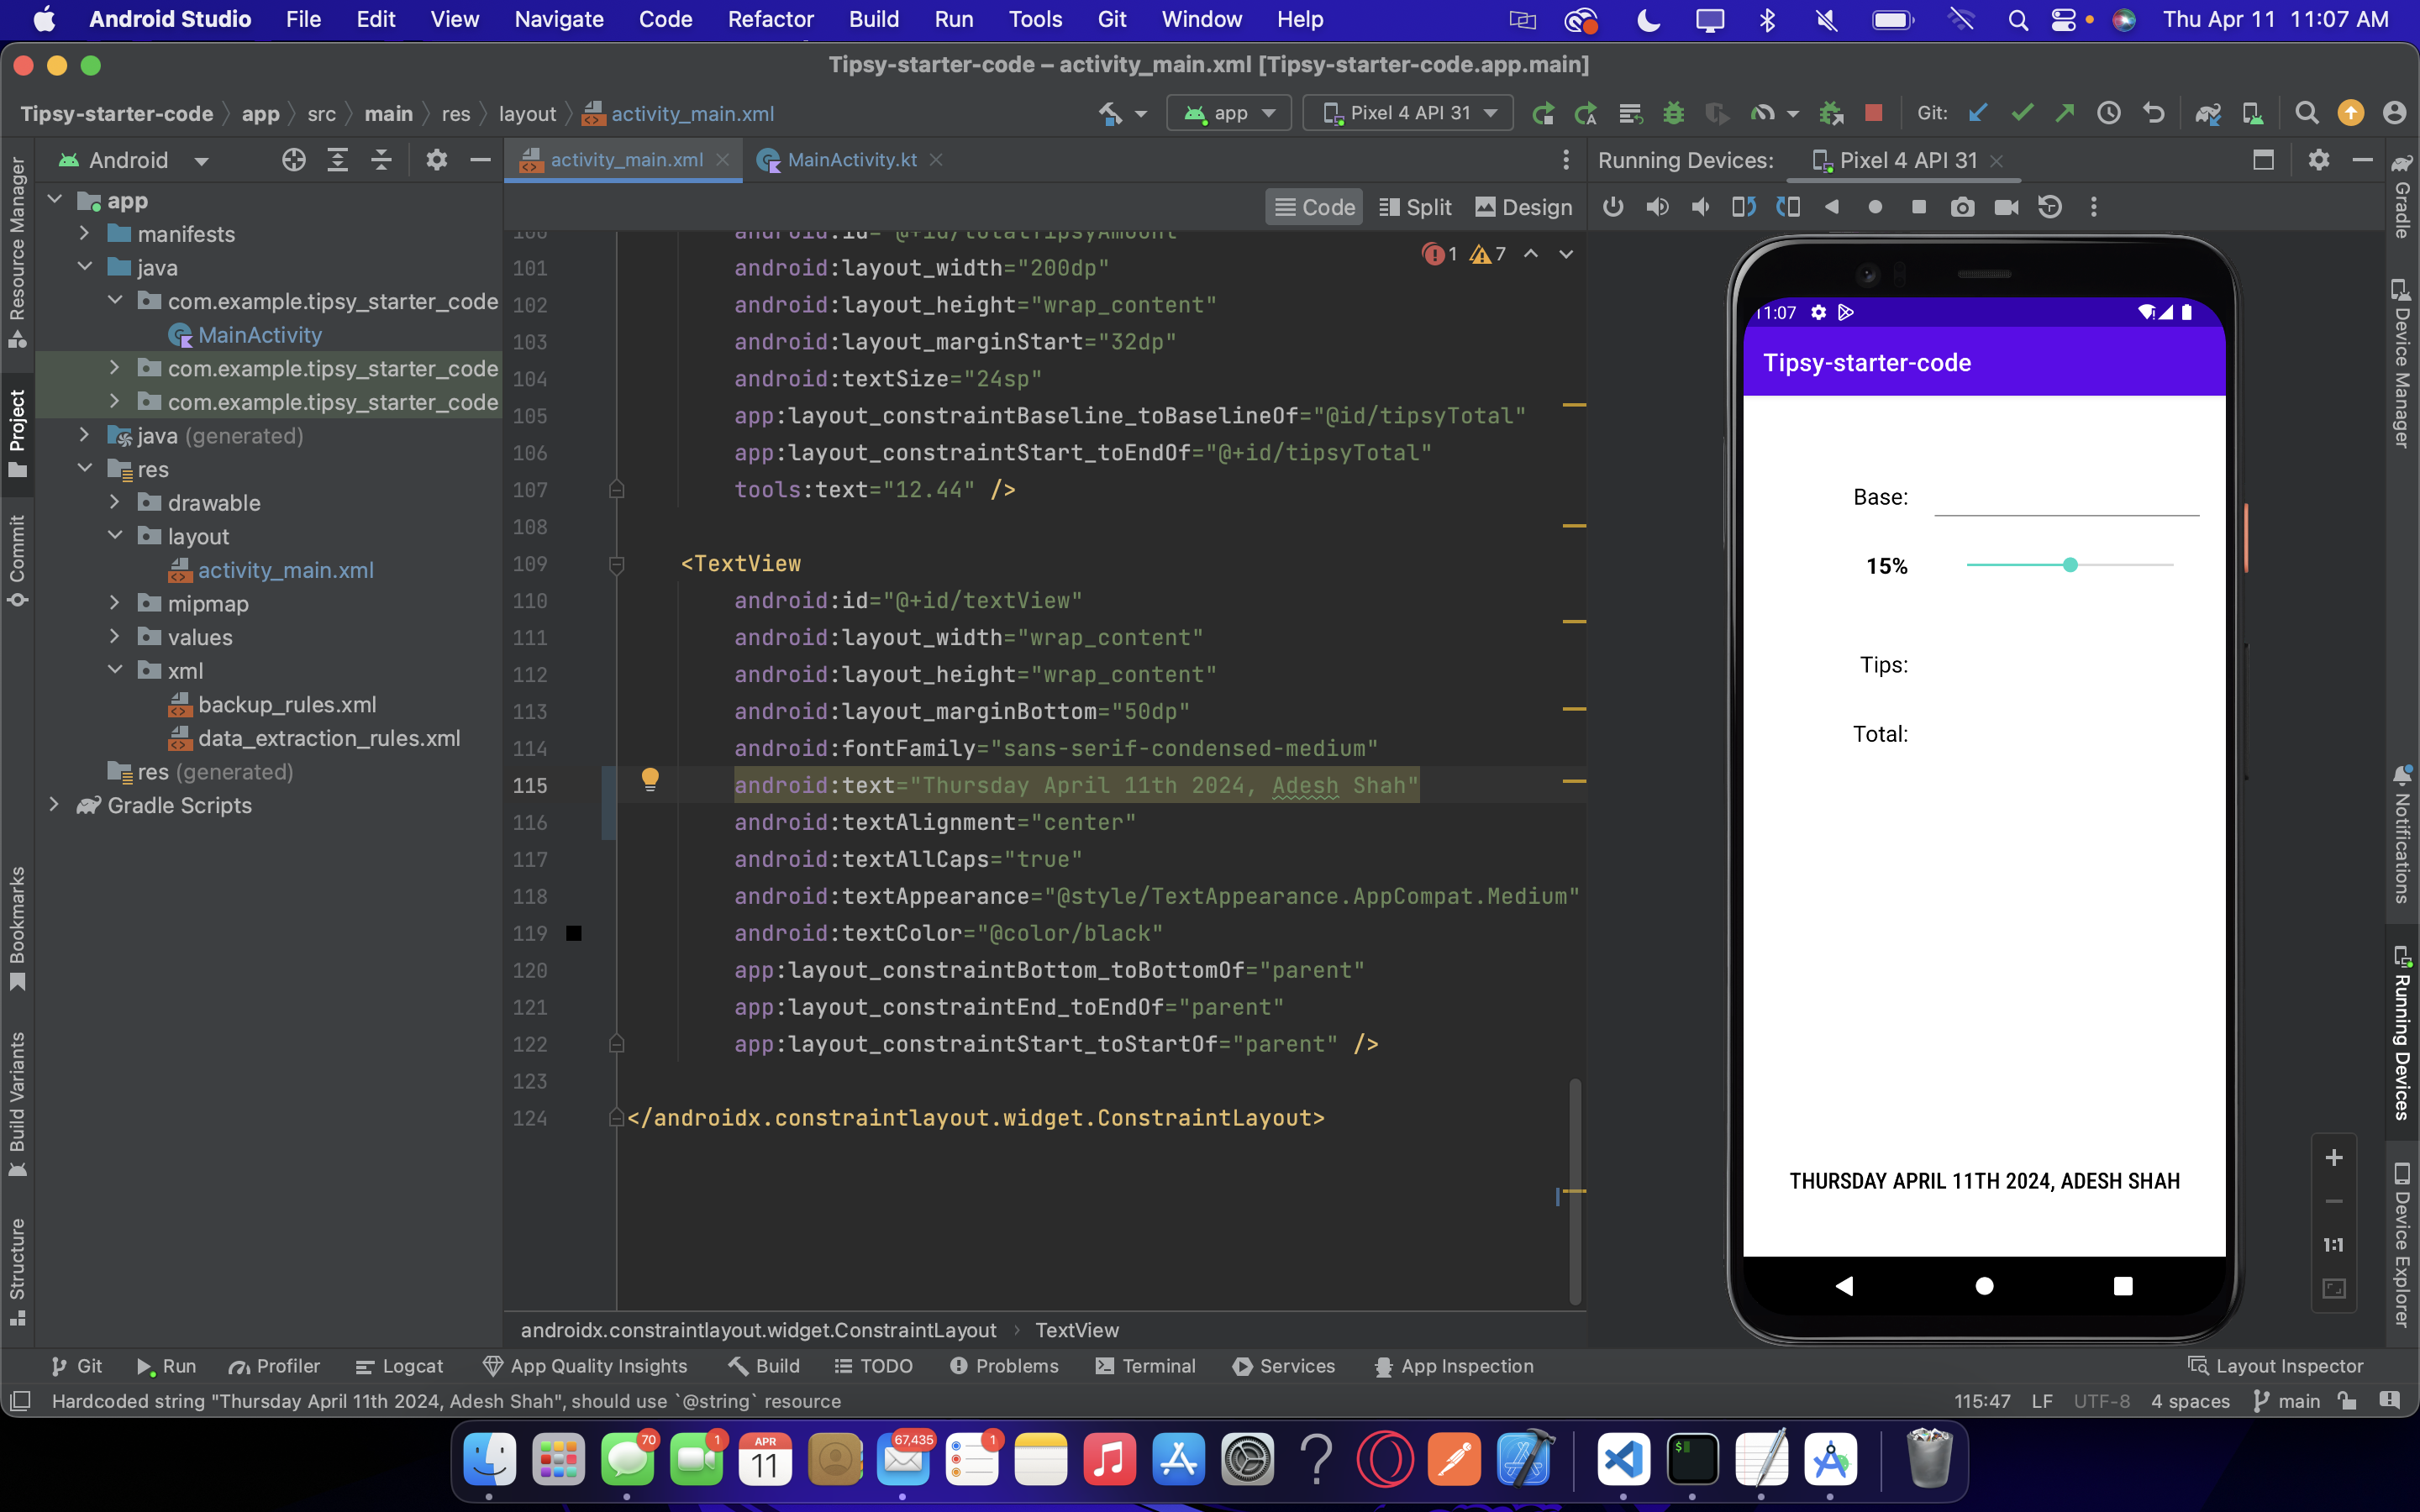 Android Studio File Edit View Navigate Code Refactor Build Run Tools Git Window Help Thu Apr 11 11:07 AM
Tipsy-starter-code – activity_main.xml [Tipsy-starter-code.app.main]
Tipsy-starter-code app src main res layout activity_main.xml app Pixel 4 API 31 Git:
Android
activity_main.xml MainActivity.kt
Running Devices: Pixel 4 API 31
Code Split Design
Resource Manager
Project
Commit
Bookmarks
Build Variants
Structure
app
manifests
java
com.example.tipsy_starter_code
MainActivity
com.example.tipsy_starter_code
com.example.tipsy_starter_code
java (generated)
res
drawable
layout
activity_main.xml
mipmap
values
xml
backup_rules.xml
data_extraction_rules.xml
res (generated)
Gradle Scripts
1 7
100 android:id="@+id/totalTipsyAmount"
101 android:layout_width="200dp"
102 android:layout_height="wrap_content"
103 android:layout_marginStart="32dp"
104 android:textSize="24sp"
105 app:layout_constraintBaseline_toBaselineOf="@id/tipsyTotal"
106 app:layout_constraintStart_toEndOf="@+id/tipsyTotal"
107 tools:text="12.44" />
108
109 <TextView
110 android:id="@+id/textView"
111 android:layout_width="wrap_content"
112 android:layout_height="wrap_content"
113 android:layout_marginBottom="50dp"
114 android:fontFamily="sans-serif-condensed-medium"
115 android:text="Thursday April 11th 2024, Adesh Shah"
116 android:textAlignment="center"
117 android:textAllCaps="true"
118 android:textAppearance="@style/TextAppearance.AppCompat.Medium"
119 android:textColor="@color/black"
120 app:layout_constraintBottom_toBottomOf="parent"
121 app:layout_constraintEnd_toEndOf="parent"
122 app:layout_constraintStart_toStartOf="parent" />
123
124 </androidx.constraintlayout.widget.ConstraintLayout>
androidx.constraintlayout.widget.ConstraintLayout TextView
11:07
Tipsy-starter-code
Base:
15%
Tips:
Total:
THURSDAY APRIL 11TH 2024, ADESH SHAH
1:1
Gradle
Device Manager
Notifications
Running Devices
Device Explorer
Git Run Profiler Logcat App Quality Insights Build TODO Problems Terminal Services App Inspection Layout Inspector
Hardcoded string "Thursday April 11th 2024, Adesh Shah", should use `@string` resource 115:47 LF UTF-8 4 spaces main
70 1 APR 11 67,435 1